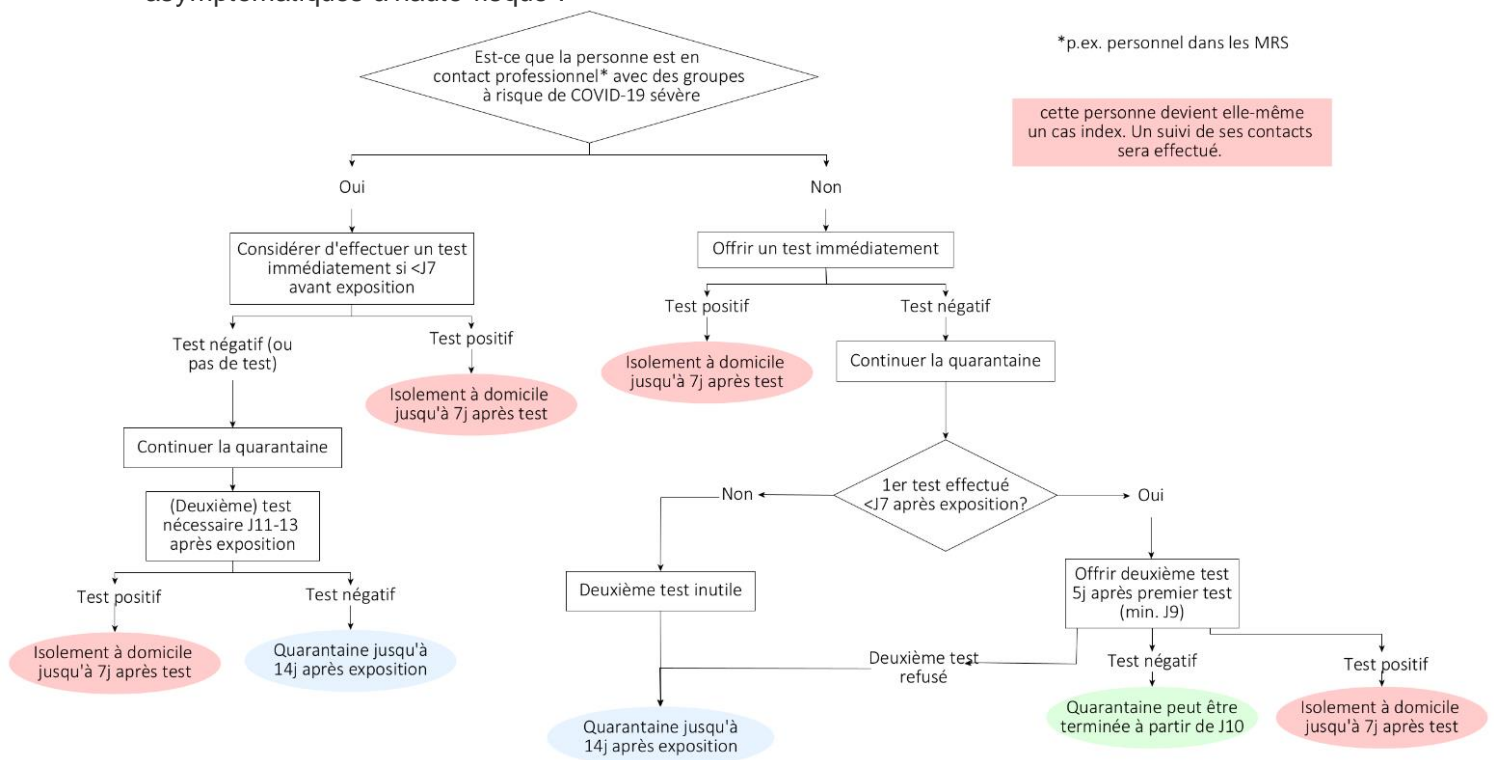 asymptomatiques à haute risque :
Est-ce que la personne est en
contact professionnel* avec des groupes
à risque de COVID-19 sévère
*p.ex. personnel dans les MRS
cette personne devient elle-même
un cas index. Un suivi de ses contacts
sera effectué.
Oui
Non
Considérer d'effectuer un test
immédiatement si <J7
avant exposition
Offrir un test immédiatement
Test négatif (ou
pas de test)
Test positif
Test positif
Test négatif
Isolement à domicile
jusqu'à 7j après test
Isolement à domicile
jusqu'à 7j après test
Continuer la quarantaine
Continuer la quarantaine
(Deuxième) test
nécessaire J11-13
après exposition
1er test effectué
<J7 après exposition?
Non
Oui
Deuxième test inutile
Offrir deuxième test
5j après premier test
(min. J9)
Test positif
Test négatif
Isolement à domicile
jusqu'à 7j après test
Quarantaine jusqu'à
14j après exposition
Deuxième test
refusé
Test négatif
Test positif
Quarantaine jusqu'à
14j après exposition
Quarantaine peut être
terminée à partir de J10
Isolement à domicile
jusqu'à 7j après test